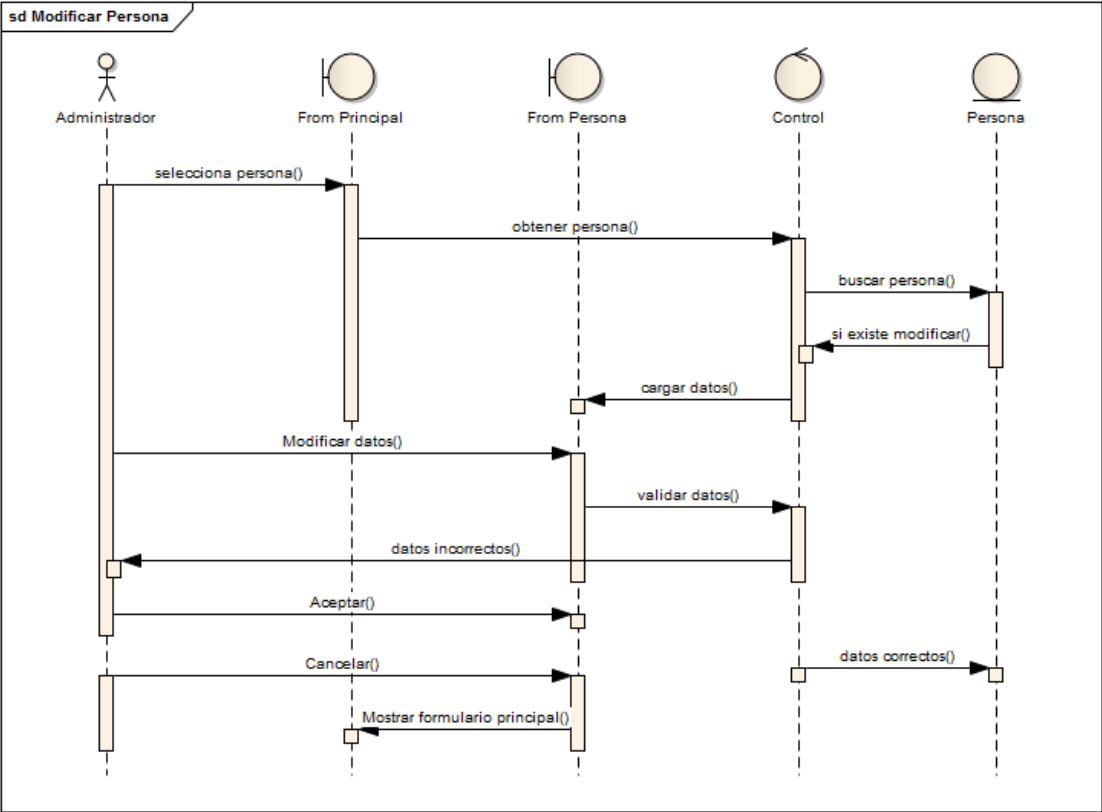 sd Modificar Persona
Administrador
From Principal
From Persona
Control
Persona
selecciona persona()
obtener persona()
buscar persona()
si existe modificar()
cargar datos()
Modificar datos()
validar datos()
datos incorrectos()
Aceptar()
datos correctos()
Cancelar()
Mostrar formulario principal()